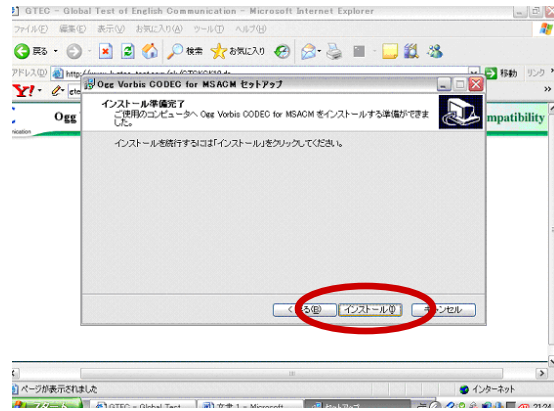 GTEC - Global Test of English Communication - Microsoft Internet Explorer
ファイル(F) 編集(E) 表示(V) お気に入り(A) ツール(T) ヘルプ(H)
戻る 検索 お気に入り
アドレス(D) 移動 リンク
Y!
Ogg Vorbis CODEC for MSACM セットアップ
インストール準備完了
ご使用のコンピュータへ Ogg Vorbis CODEC for MSACM をインストールする準備ができま
した。
Ogg mpatibility
インストールを続行するには「インストール」をクリックしてください。
インストール(I) キャンセル
ページが表示されました インターネット
スタート GTEC - Global Test 文書 1 - Microsoft セットアップ 21:24